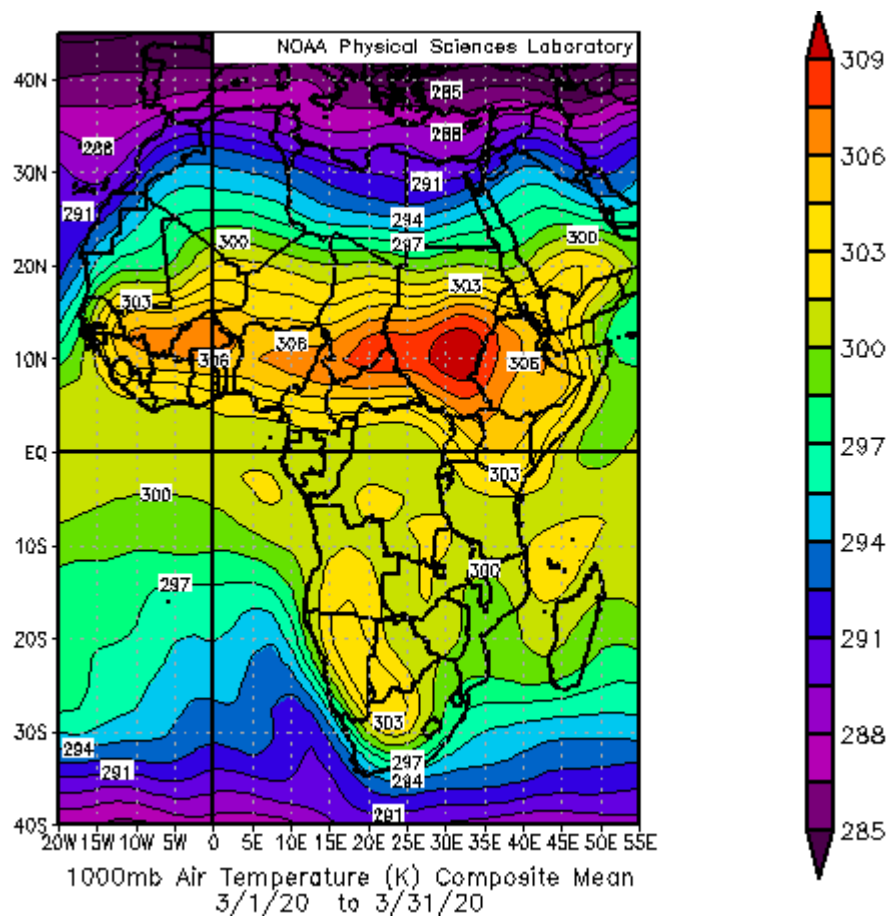 NOAA Physical Sciences Laboratory
40N
30N
20N
10N
EQ
10S
20S
30S
40S
285
288
288
291
291
294
297
300
303
303
306
306
306
303
300
300
297
300
303
294
297
294
291
291
20W 15W 10W 5W 0 5E 10E 15E 20E 25E 30E 35E 40E 45E 50E 55E
1000mb Air Temperature (K) Composite Mean
3/1/20 to 3/31/20
309
306
303
300
297
294
291
288
285